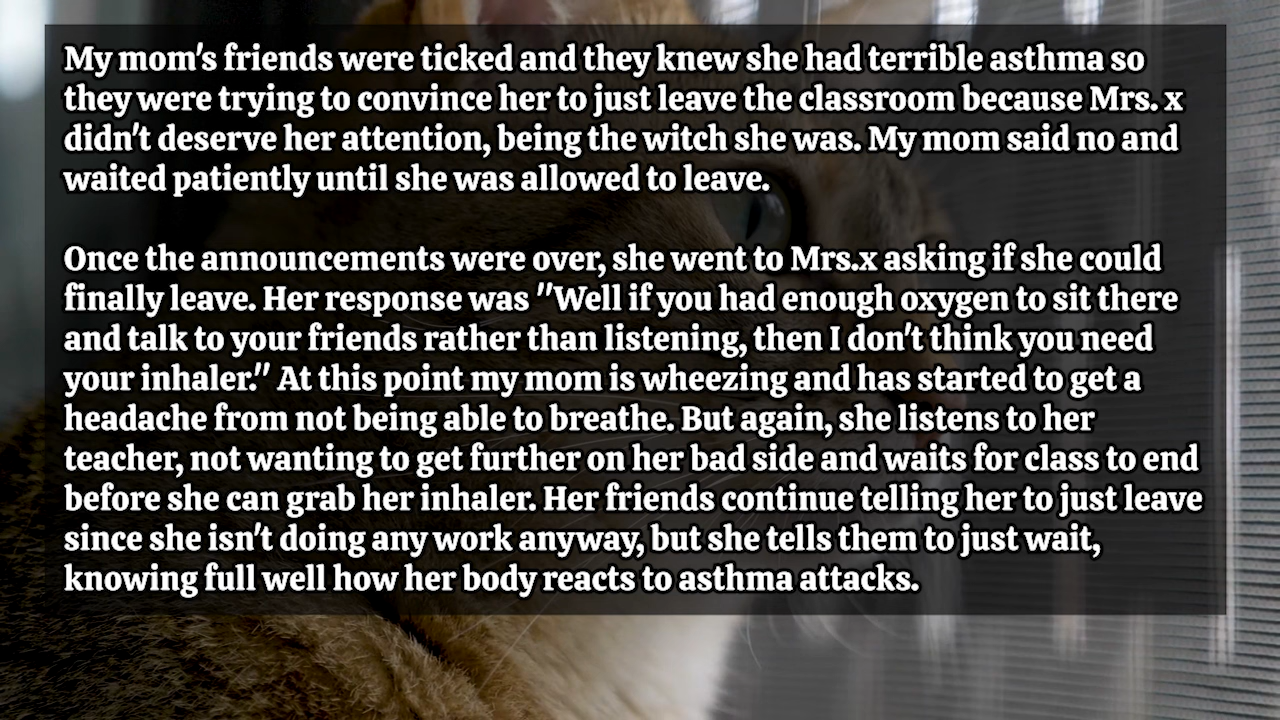 My mom's friends were ticked and they knew she had terrible asthma so
they were trying to convince her to just leave the classroom because Mrs. x
didn't deserve her attention, being the witch she was. My mom said no and
waited patiently until she was allowed to leave.
Once the announcements were over, she went to Mrs.x asking if she could
finally leave. Her response was "Well if you had enough oxygen to sit there
and talk to your friends rather than listening, then I don't think you need
your inhaler." At this point my mom is wheezing and has started to get a
headache from not being able to breathe. But again, she listens to her
teacher, not wanting to get further on her bad side and waits for class to end
before she can grab her inhaler. Her friends continue telling her to just leave
since she isn't doing any work anyway, but she tells them to just wait,
knowing full well how her body reacts to asthma attacks.